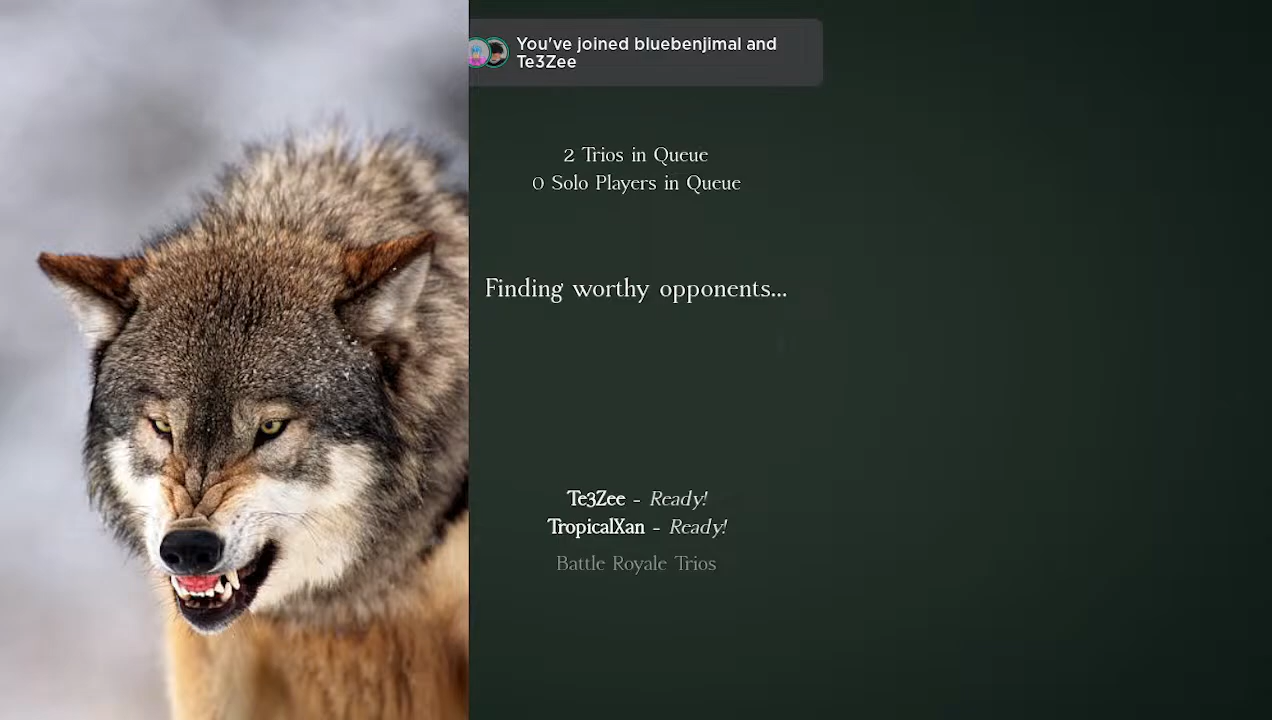 You've joined bluebenjimal and
Te3Zee
2 Trios in Queue
0 Solo Players in Queue
Finding worthy opponents...
Te3Zee - Ready!
TropicalXan - Ready!
Battle Royale Trios